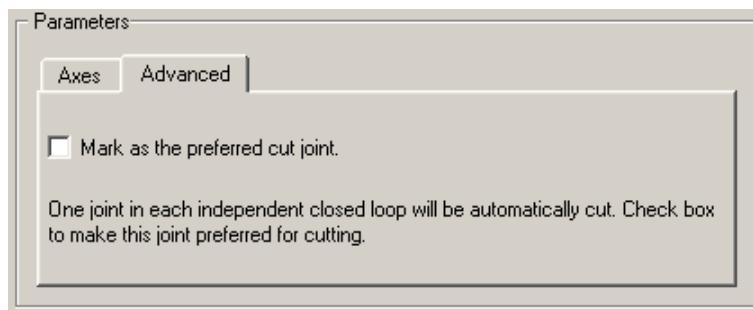 Parameters
Axes Advanced
Mark as the preferred cut joint.
One joint in each independent closed loop will be automatically cut. Check box
to make this joint preferred for cutting.